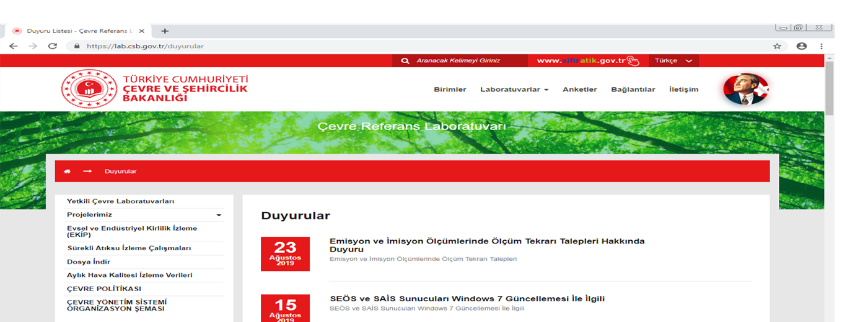 Duyuru Listesi - Çevre Referans L
https://lab.csb.gov.tr/duyurular
Aranacak Kelimeyi Giriniz
www.sifiratik.gov.tr
Türkçe
TÜRKİYE CUMHURİYETİ
ÇEVRE VE ŞEHİRCİLİK
BAKANLIĞI
Birimler Laboratuvarlar Anketler Bağlantılar İletişim
Çevre Referans Laboratuvarı
Duyurular
Yetkili Çevre Laboratuvarları
Projelerimiz
Evsel ve Endüstriyel Kirlilik İzleme
(EKİP)
Sürekli Atıksu İzleme Çalışmaları
Dosya İndir
Aylık Hava Kalitesi İzleme Verileri
ÇEVRE POLİTİKASI
ÇEVRE YÖNETİM SİSTEMİ
ORGANİZASYON ŞEMASI
Duyurular
23
Ağustos
2019
Emisyon ve İmisyon Ölçümlerinde Ölçüm Tekrarı Talepleri Hakkında
Duyuru
Emisyon ve İmisyon Ölçümlerinde Ölçüm Tekrarı Talepleri
15
Ağustos
2019
SEÖS ve SAİS Sunucuları Windows 7 Güncellemesi İle İlgili
SEÖS ve SAİS Sunucuları Windows 7 Güncellemesi İle İlgili